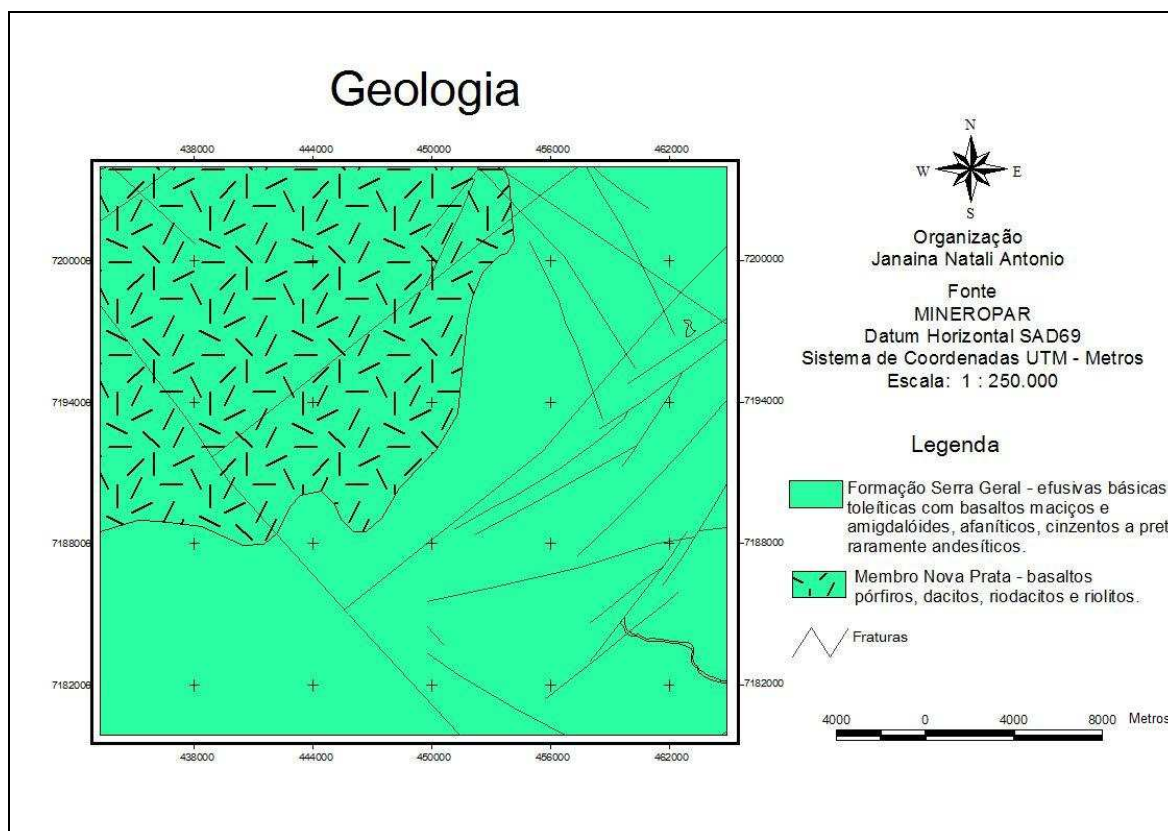 Geologia
438000 444000 450000 456000 462000
7200000 7200000
7194000 7194000
7188000 7188000
7182000 7182000
438000 444000 450000 456000 462000
N
W E
S
Organização
Janaina Natali Antonio
Fonte
MINEROPAR
Datum Horizontal SAD69
Sistema de Coordenadas UTM - Metros
Escala: 1 : 250.000
Legenda
Formação Serra Geral - efusivas básicas
toleíticas com basaltos maciços e
amigdalóides, afaníticos, cinzentos a pret
raramente andesíticos.
Membro Nova Prata - basaltos
pórfiros, dacitos, riodacitos e riolitos.
Fraturas
4000 0 4000 8000 Metros